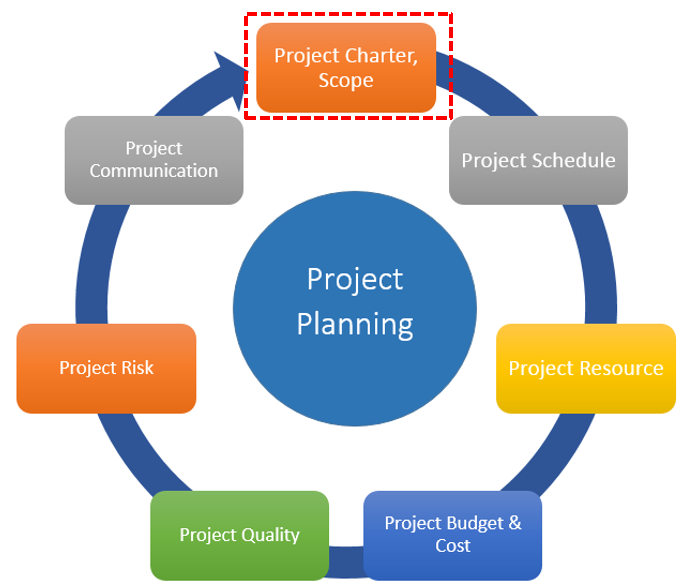 Project Charter,
Scope
Project Schedule
Project Resource
Project Budget &
Cost
Project Quality
Project Risk
Project
Communication
Project
Planning